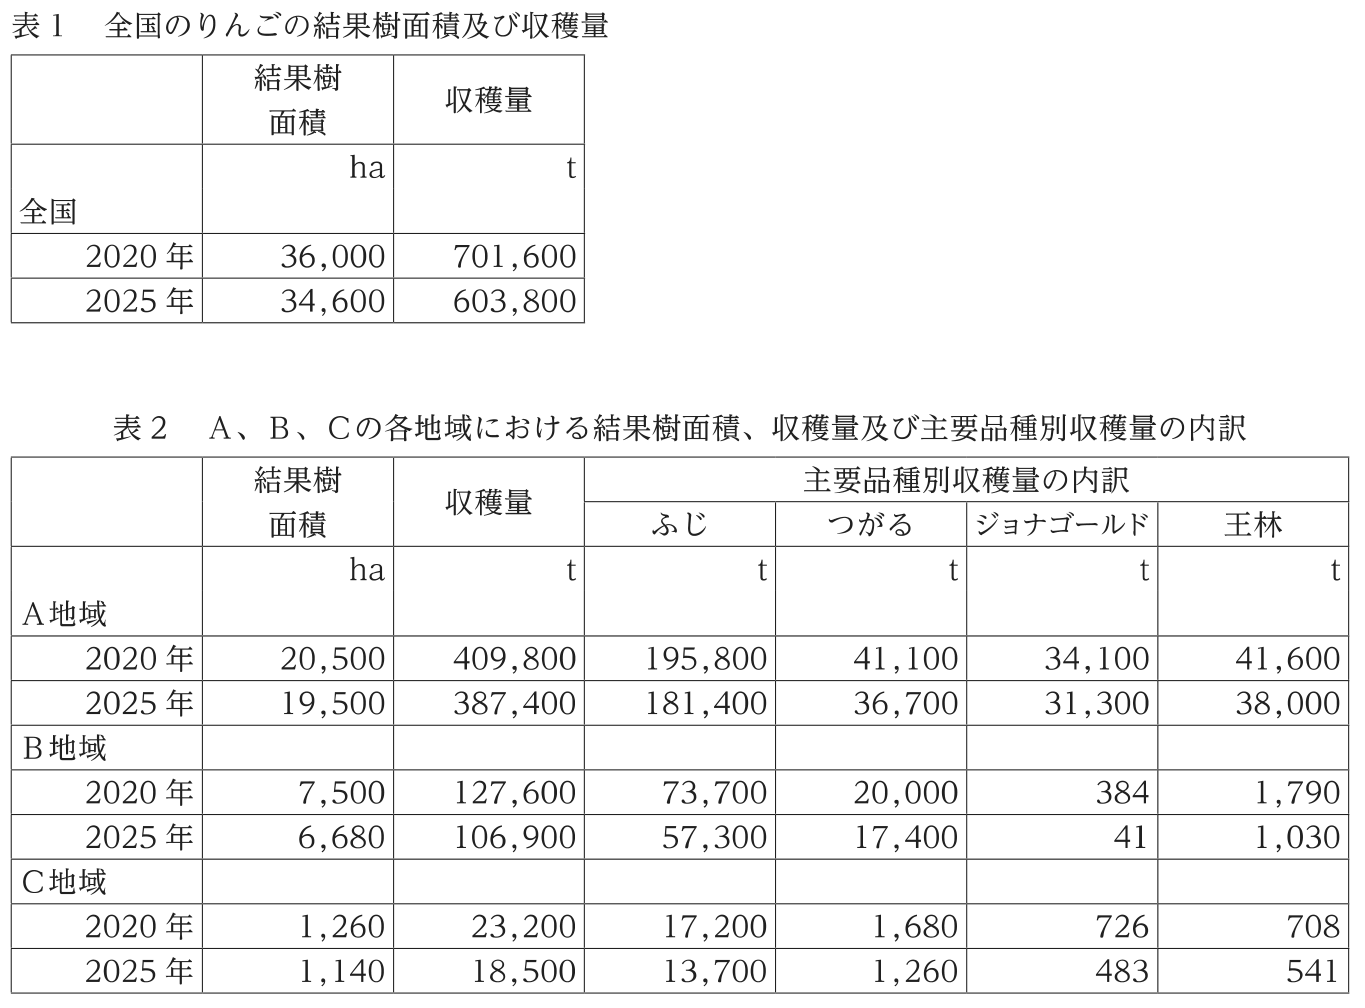 表１　全国のりんごの結果樹面積及び収穫量
結果樹
面積 収穫量
ha t
全国
2020 年 36,000 701,600
2025 年 34,600 603,800
表２　Ａ、Ｂ、Ｃの各地域における結果樹面積、収穫量及び主要品種別収穫量の内訳
結果樹
面積 収穫量 主要品種別収穫量の内訳
ふじ つがる ジョナゴールド 王林
ha t t t t t
Ａ地域
2020 年 20,500 409,800 195,800 41,100 34,100 41,600
2025 年 19,500 387,400 181,400 36,700 31,300 38,000
Ｂ地域
2020 年 7,500 127,600 73,700 20,000 384 1,790
2025 年 6,680 106,900 57,300 17,400 41 1,030
Ｃ地域
2020 年 1,260 23,200 17,200 1,680 726 708
2025 年 1,140 18,500 13,700 1,260 483 541